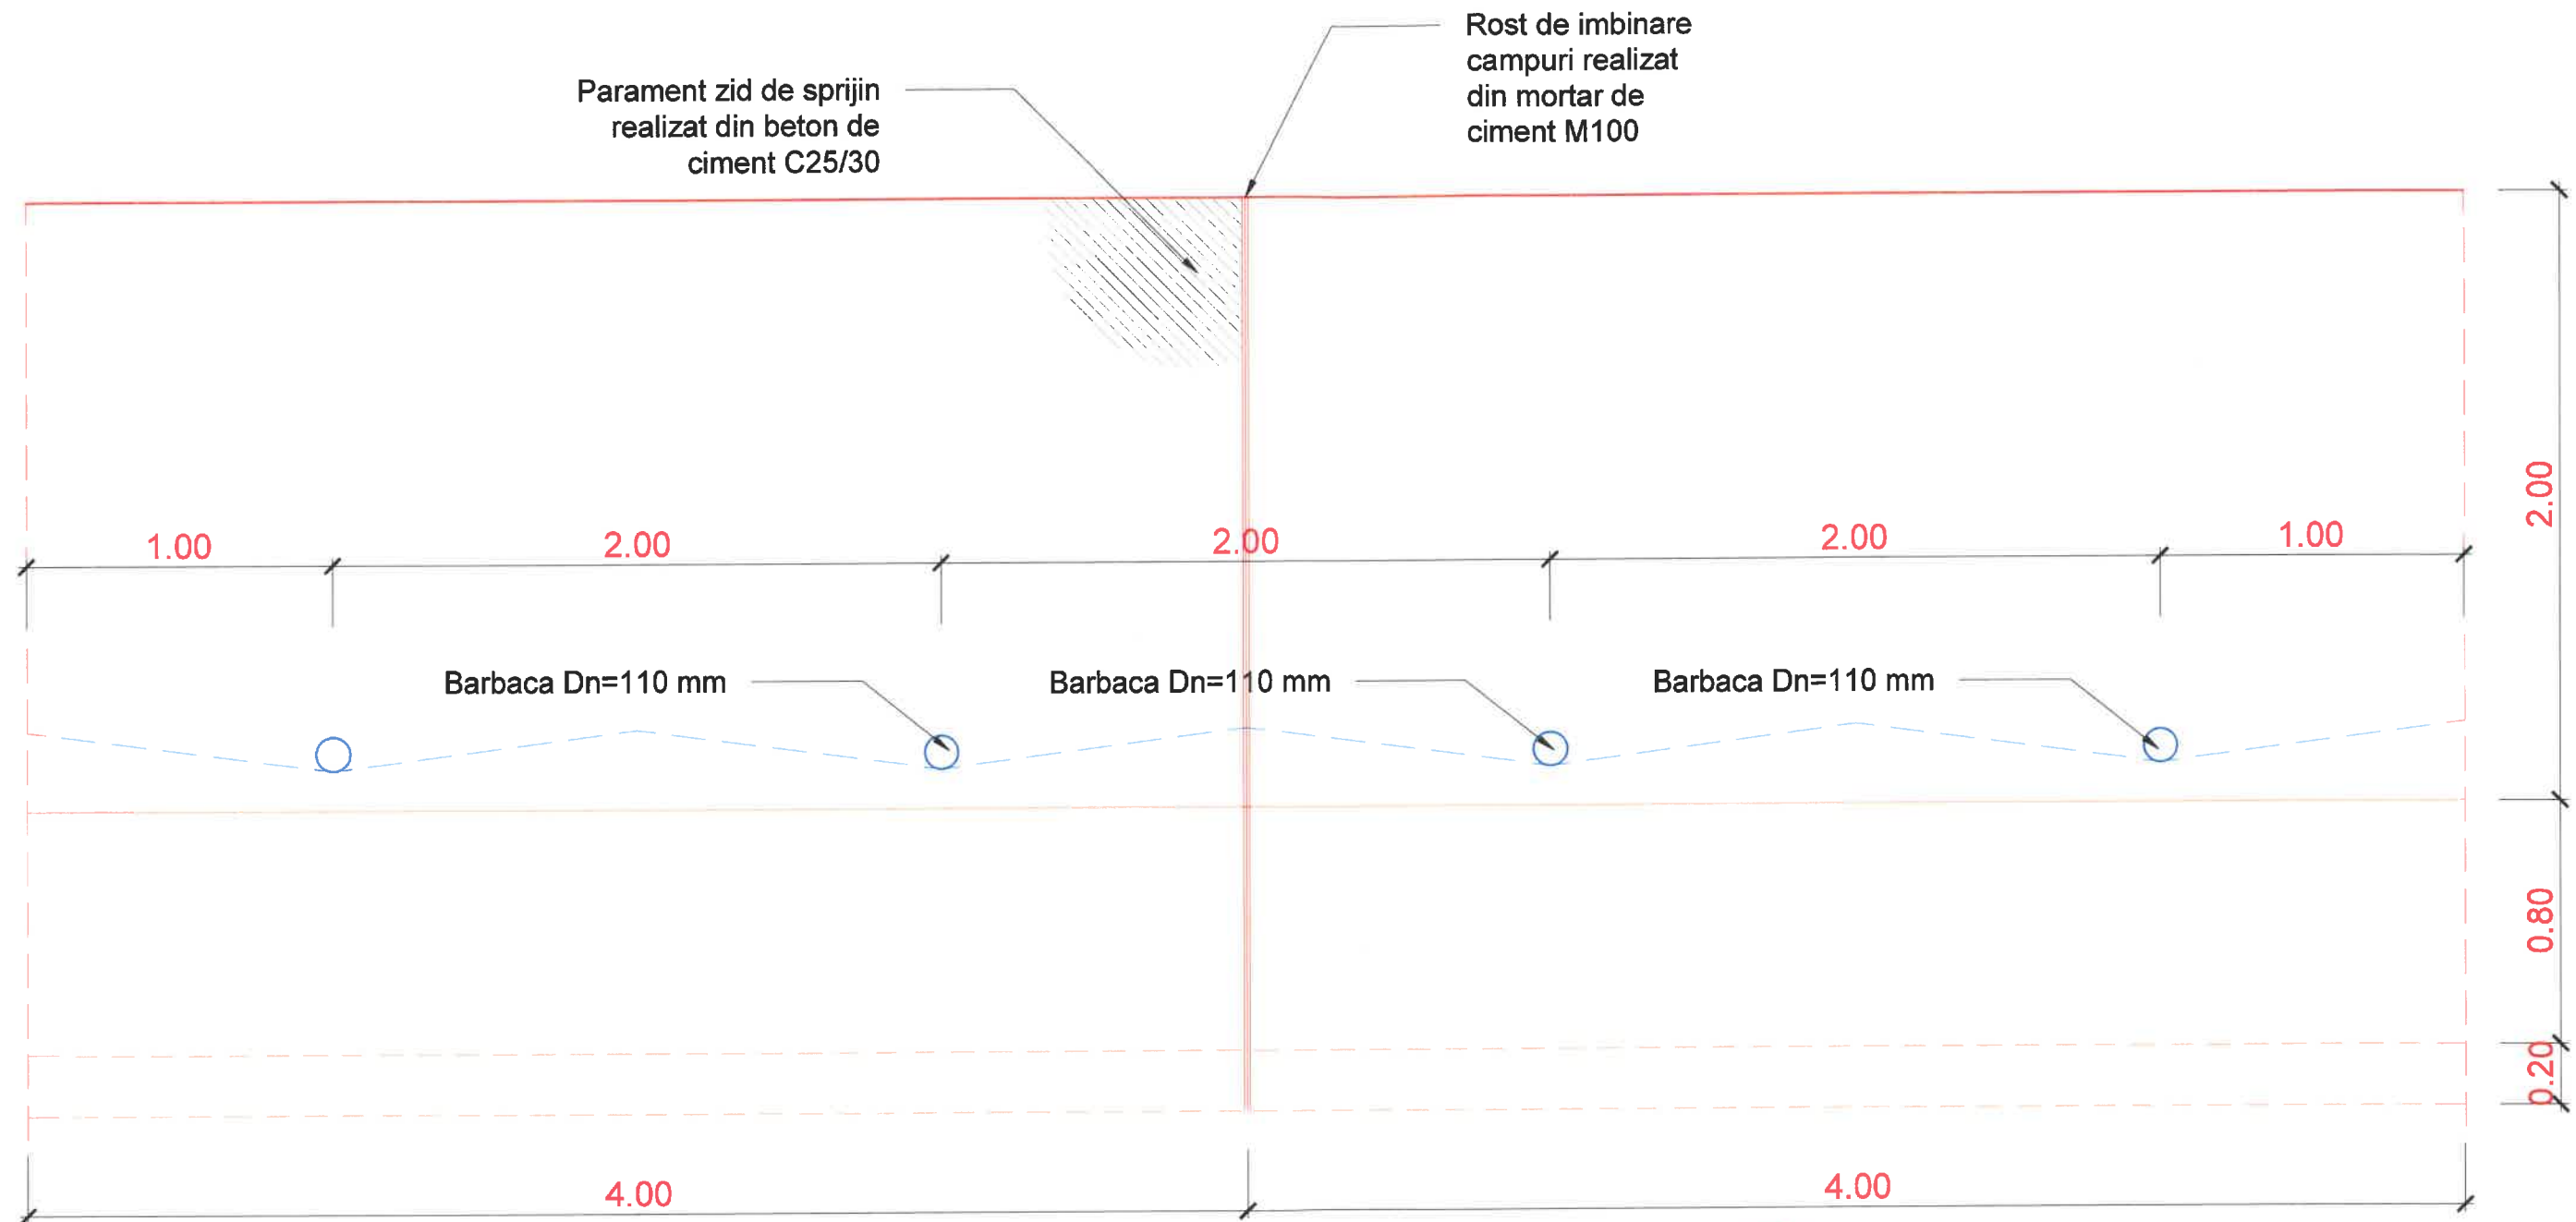 Rost de imbinare
campuri realizat
din mortar de
ciment M100
Parament zid de sprijin
realizat din beton de
ciment C25/30
2.00
1.00
2.00
2.00
2.00
1.00
Barbaca Dn=110 mm
Barbaca Dn=110 mm
Barbaca Dn=110 mm
0.80
0.20
4.00
4.00